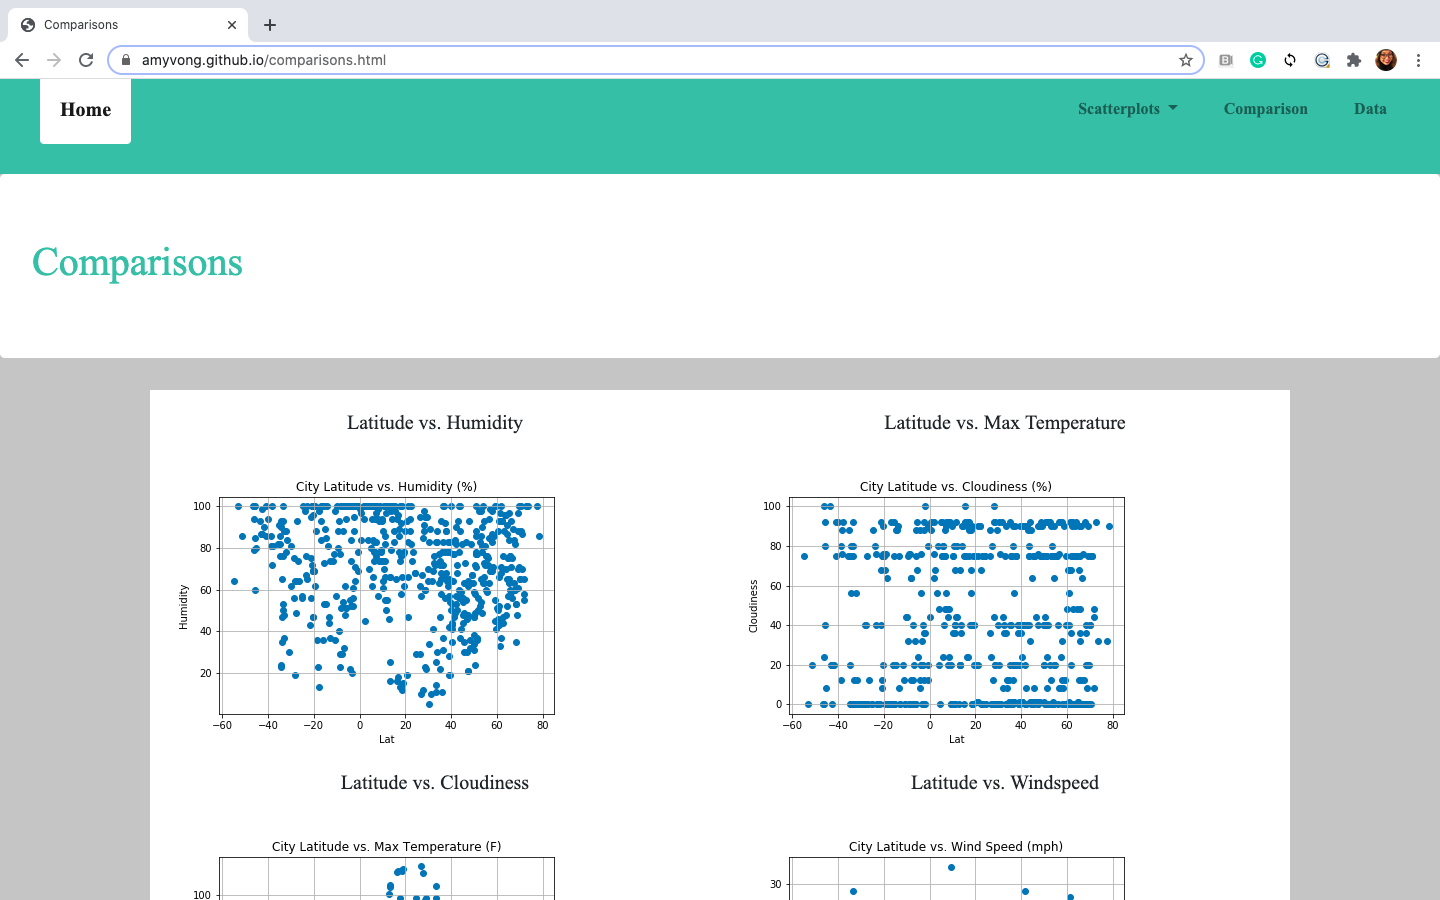 Comparisons
amyvong.github.io/comparisons.html
Home
Scatterplots
Comparison
Data
Comparisons
Latitude vs. Humidity
Latitude vs. Max Temperature
City Latitude vs. Humidity (%)
100
80
60
40
20
Humidity
−60 −40 −20 0 20 40 60 80
Lat
City Latitude vs. Cloudiness (%)
100
80
60
40
20
0
Cloudiness
−60 −40 −20 0 20 40 60 80
Lat
Latitude vs. Cloudiness
Latitude vs. Windspeed
City Latitude vs. Max Temperature (F)
100
City Latitude vs. Wind Speed (mph)
30